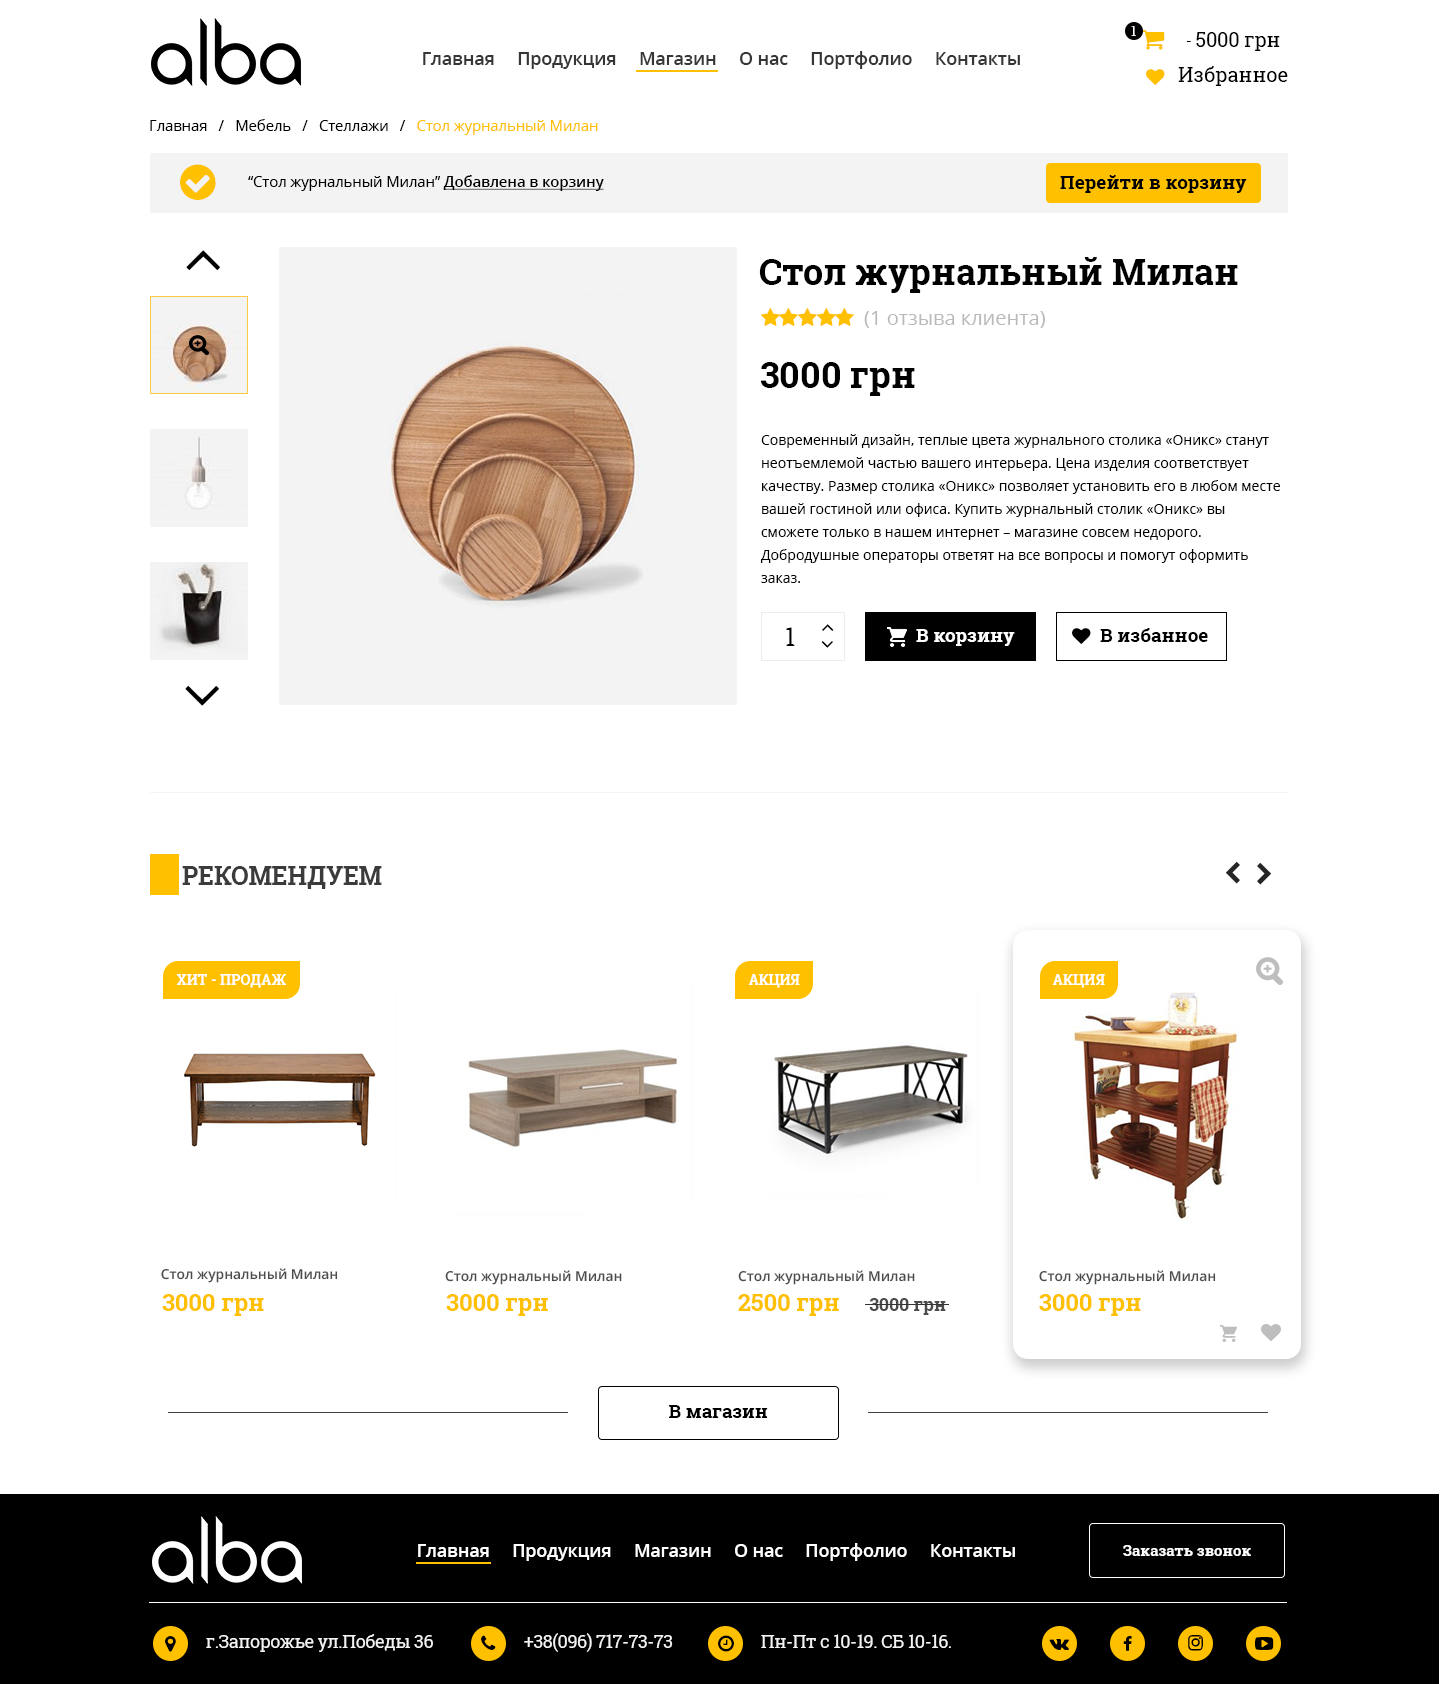 alba
Главная Продукция Магазин О нас Портфолио Контакты
1 - 5000 грн
Избранное
Главная / Мебель / Стеллажи / Стол журнальный Милан
“Стол журнальный Милан” Добавлена в корзину
Перейти в корзину
Стол журнальный Милан
(1 отзыва клиента)
3000 грн
Современный дизайн, теплые цвета журнального столика «Оникс» станут
неотъемлемой частью вашего интерьера. Цена изделия соответствует
качеству. Размер столика «Оникс» позволяет установить его в любом месте
вашей гостиной или офиса. Купить журнальный столик «Оникс» вы
сможете только в нашем интернет – магазине совсем недорого.
Добродушные операторы ответят на все вопросы и помогут оформить
заказ.
1
В корзину
В избанное
РЕКОМЕНДУЕМ
ХИТ - ПРОДАЖ
АКЦИЯ
АКЦИЯ
Стол журнальный Милан
3000 грн
Стол журнальный Милан
3000 грн
Стол журнальный Милан
2500 грн 3000 грн
Стол журнальный Милан
3000 грн
В магазин
alba
Главная Продукция Магазин О нас Портфолио Контакты
Заказать звонок
г.Запорожье ул.Победы 36
+38(096) 717-73-73
Пн-Пт с 10-19. СБ 10-16.